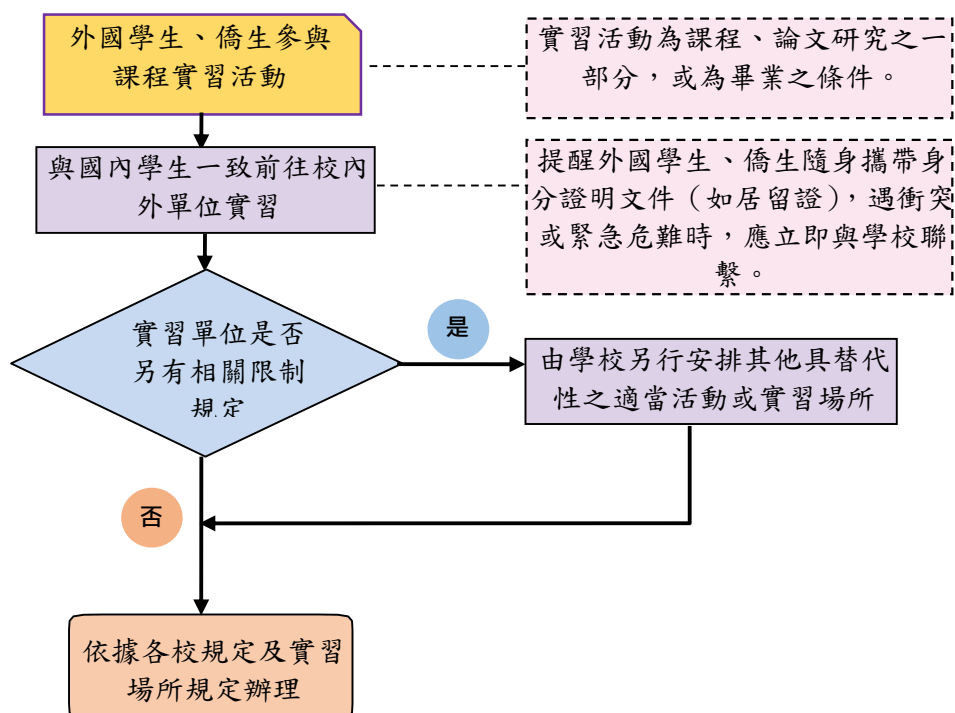 外國學生、僑生參與
課程實習活動
實習活動為課程、論文研究之一
部分，或為畢業之條件。
與國內學生一致前往校內
外單位實習
提醒外國學生、僑生隨身攜帶身
分證明文件（如居留證），遇衝突
或緊急危難時，應立即與學校聯
繫。
實習單位是否
另有相關限制
規定
是
由學校另行安排其他具替代
性之適當活動或實習場所
否
依據各校規定及實習
場所規定辦理